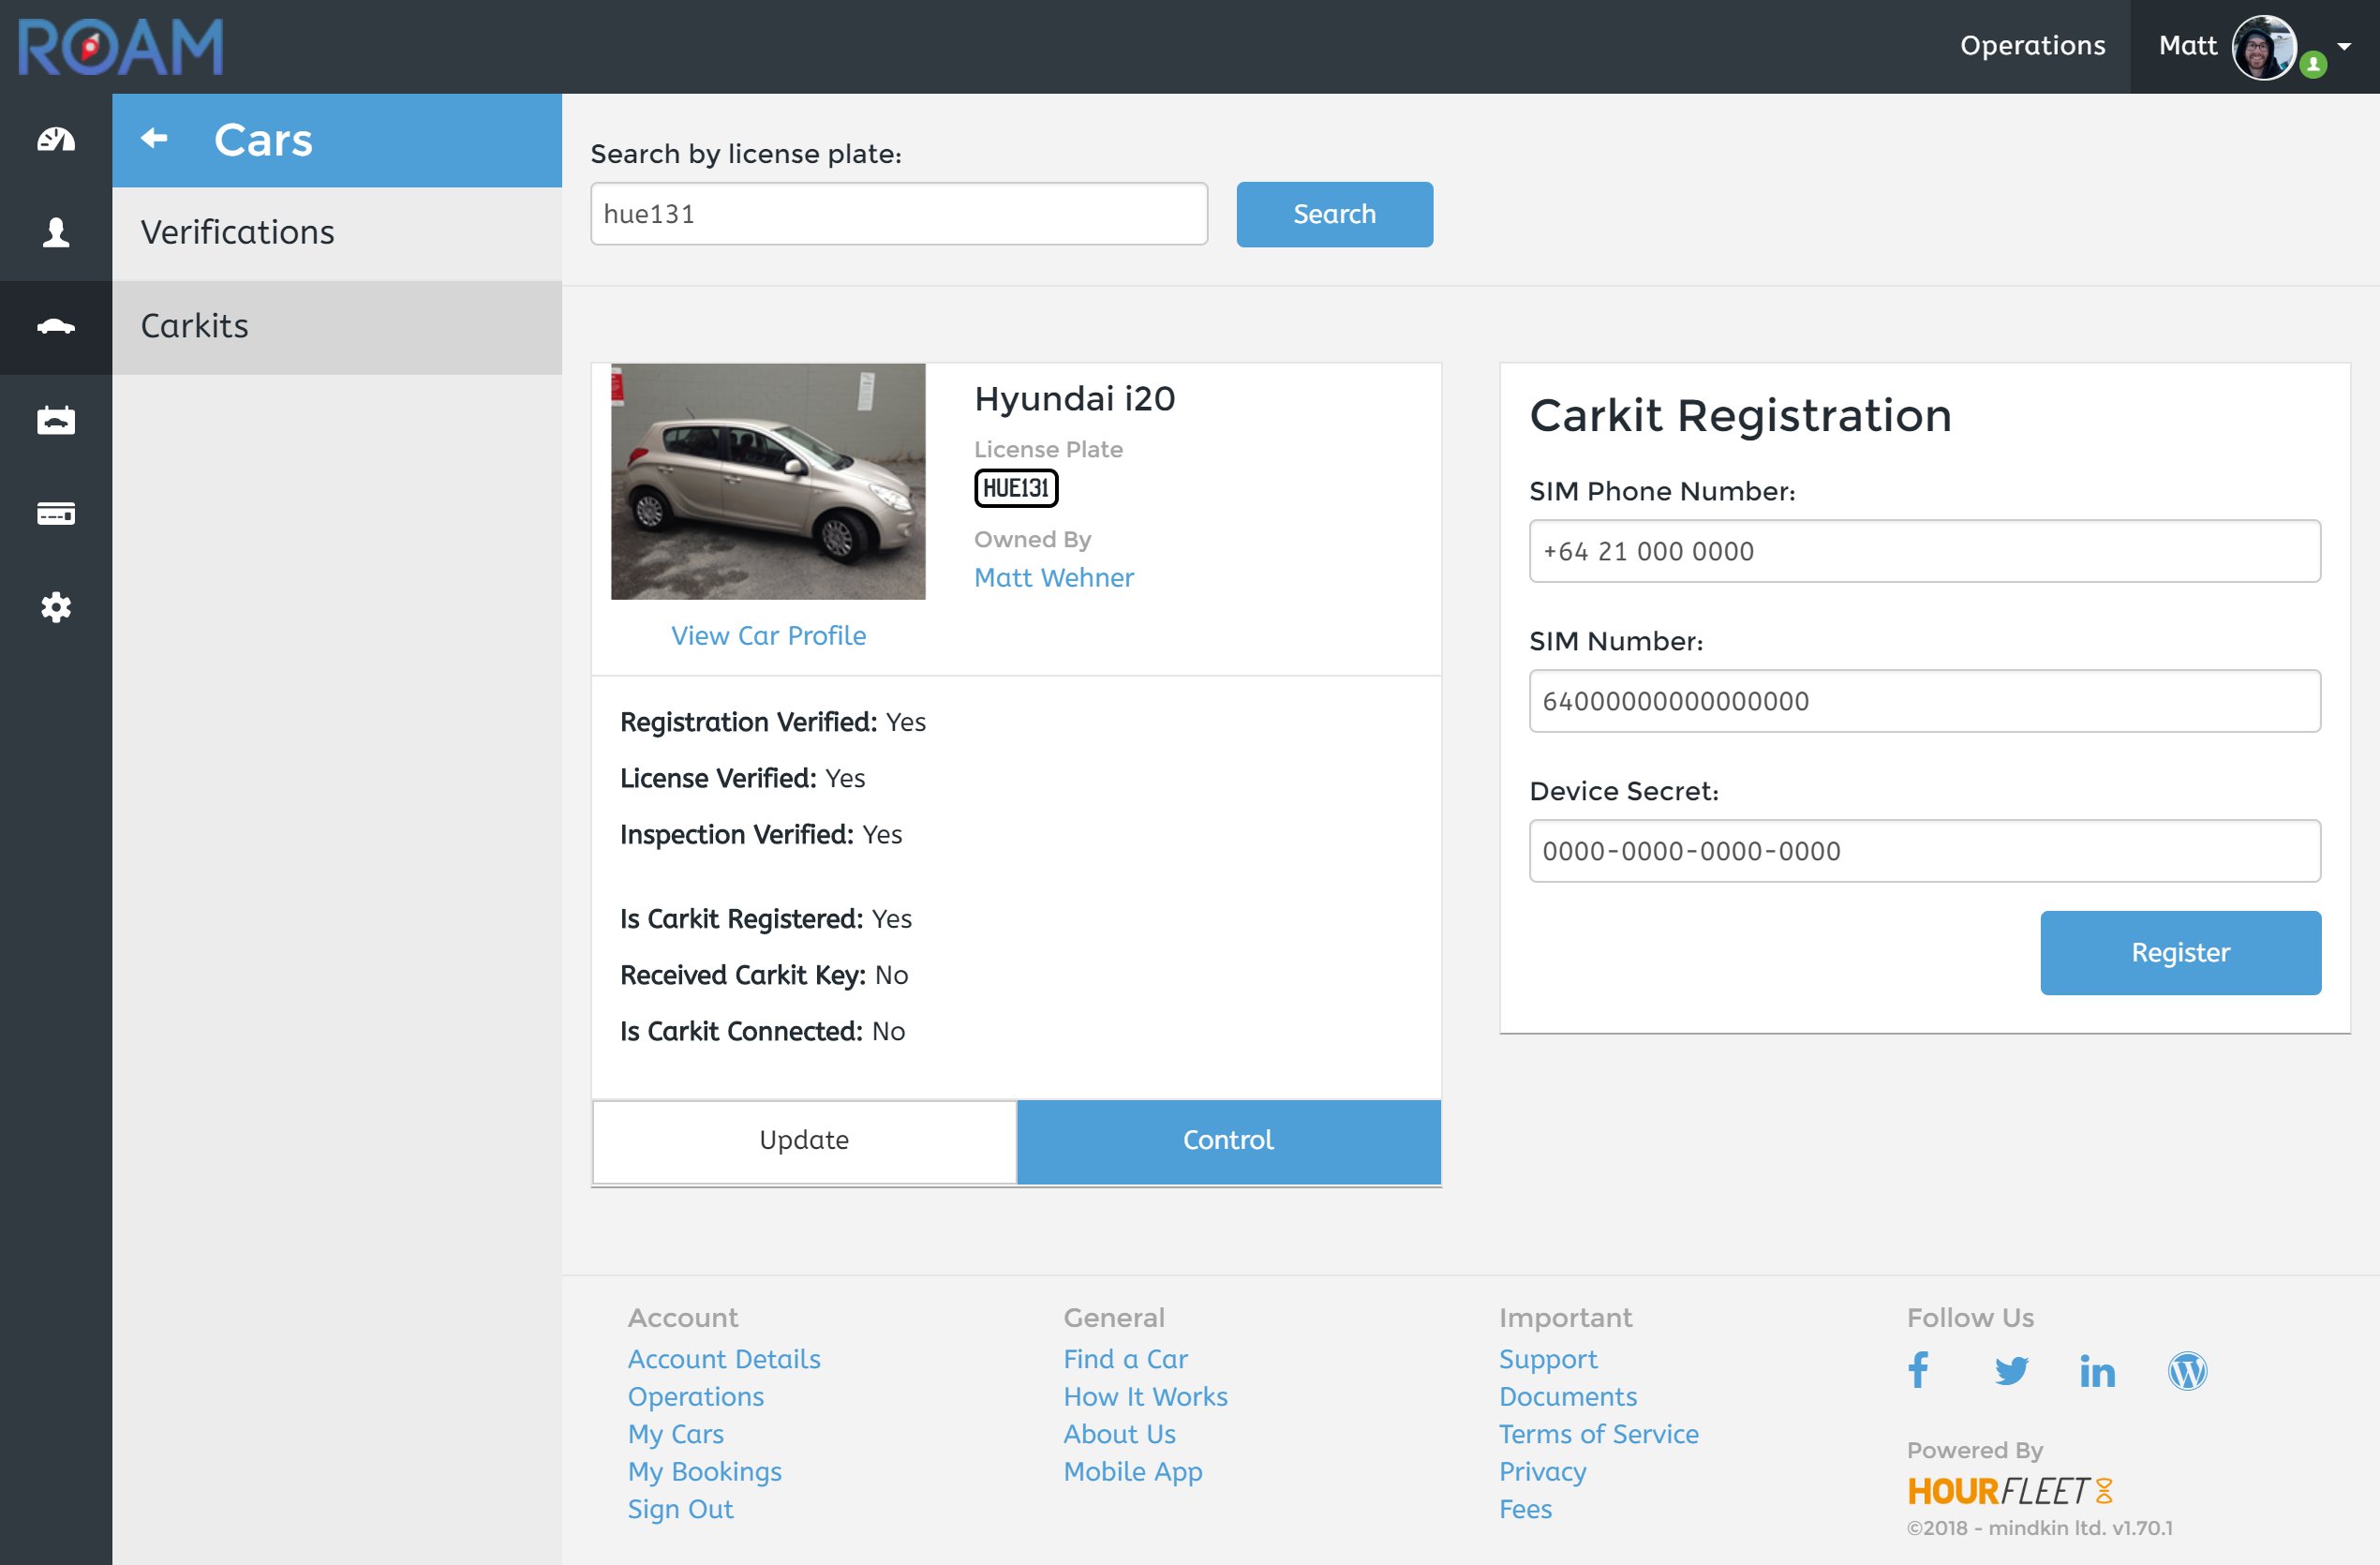 ROAM
Operations
Matt
Cars
Verifications
Carkits
Search by license plate:
hue131
Search
Hyundai i20
License Plate
HUE131
Owned By
Matt Wehner
View Car Profile
Registration Verified: Yes
License Verified: Yes
Inspection Verified: Yes
Is Carkit Registered: Yes
Received Carkit Key: No
Is Carkit Connected: No
Update
Control
Carkit Registration
SIM Phone Number:
+64 21 000 0000
SIM Number:
64000000000000000
Device Secret:
0000-0000-0000-0000
Register
Account
Account Details
Operations
My Cars
My Bookings
Sign Out
General
Find a Car
How It Works
About Us
Mobile App
Important
Support
Documents
Terms of Service
Privacy
Fees
Follow Us
Powered By
HOURFLEET
©2018 - mindkin ltd. v1.70.1